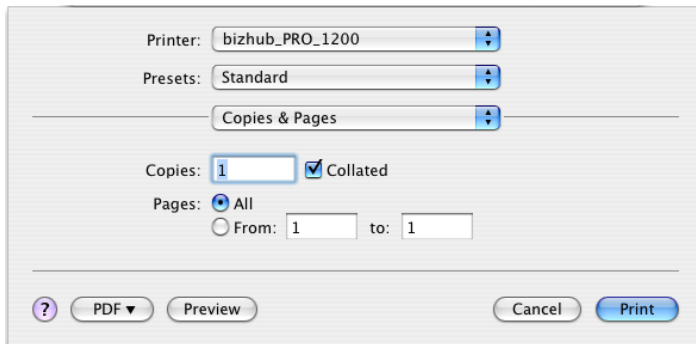 Printer: bizhub_PRO_1200
Presets: Standard
Copies & Pages
Copies: 1 Collated
Pages: All
From: 1 to: 1
? PDF▼ Preview Cancel Print